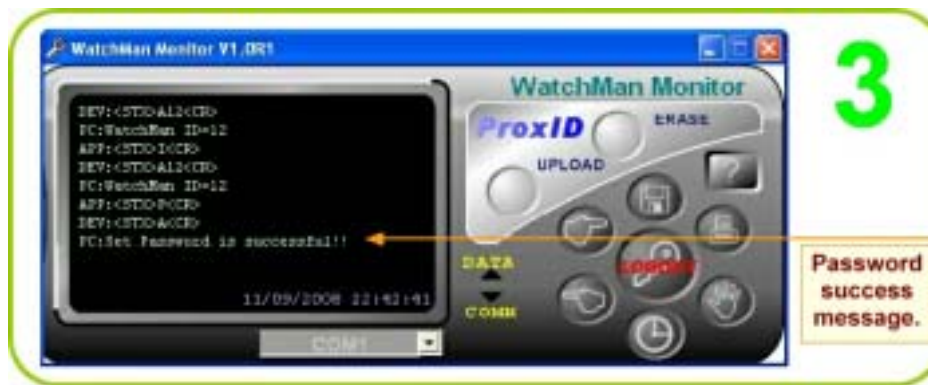 WatchMan Monitor V1.0R1
3
WatchMan Monitor
DEV:<STX>A12<CR>
PC:WatchMan ID=12
APP:<STX>I<CR>
DEV:<STX>A12<CR>
PC:WatchMan ID=12
APP:<STX>P<CR>
DEV:<STX>A<CR>
PC:Set Password is successful!!
11/09/2008 22:42:41
ProxID
ERASE
UPLOAD
?
LOGOUT
DATA
COMM
COM1
Password
success
message.